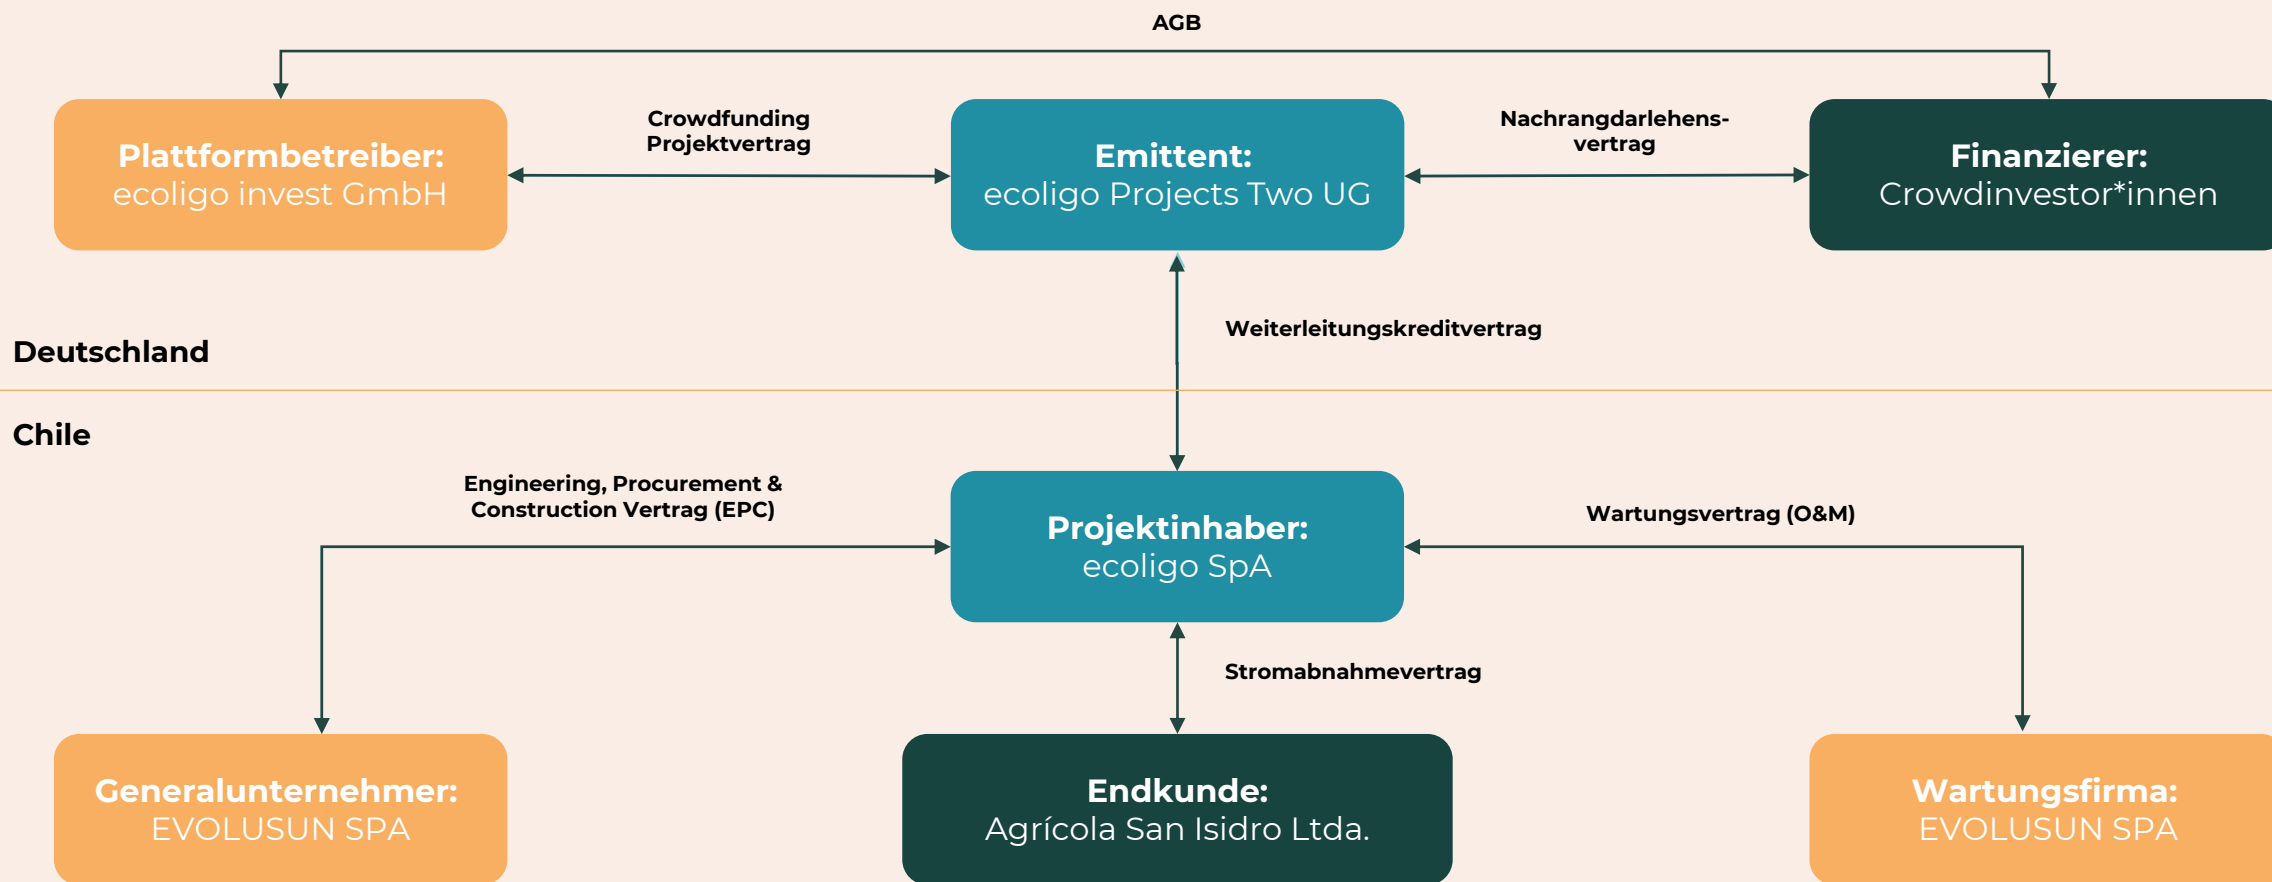 AGB
Plattformbetreiber:
ecoligo invest GmbH
Crowdfunding
Projektvertrag
Emittent:
ecoligo Projects Two UG
Nachrangdarlehens-
vertrag
Finanzierer:
Crowdinvestor*innen
Weiterleitungskreditvertrag
Deutschland
Chile
Engineering, Procurement &
Construction Vertrag (EPC)
Projektinhaber:
ecoligo SpA
Wartungsvertrag (O&M)
Stromabnahmevertrag
Generalunternehmer:
EVOLUSUN SPA
Endkunde:
Agrícola San Isidro Ltda.
Wartungsfirma:
EVOLUSUN SPA